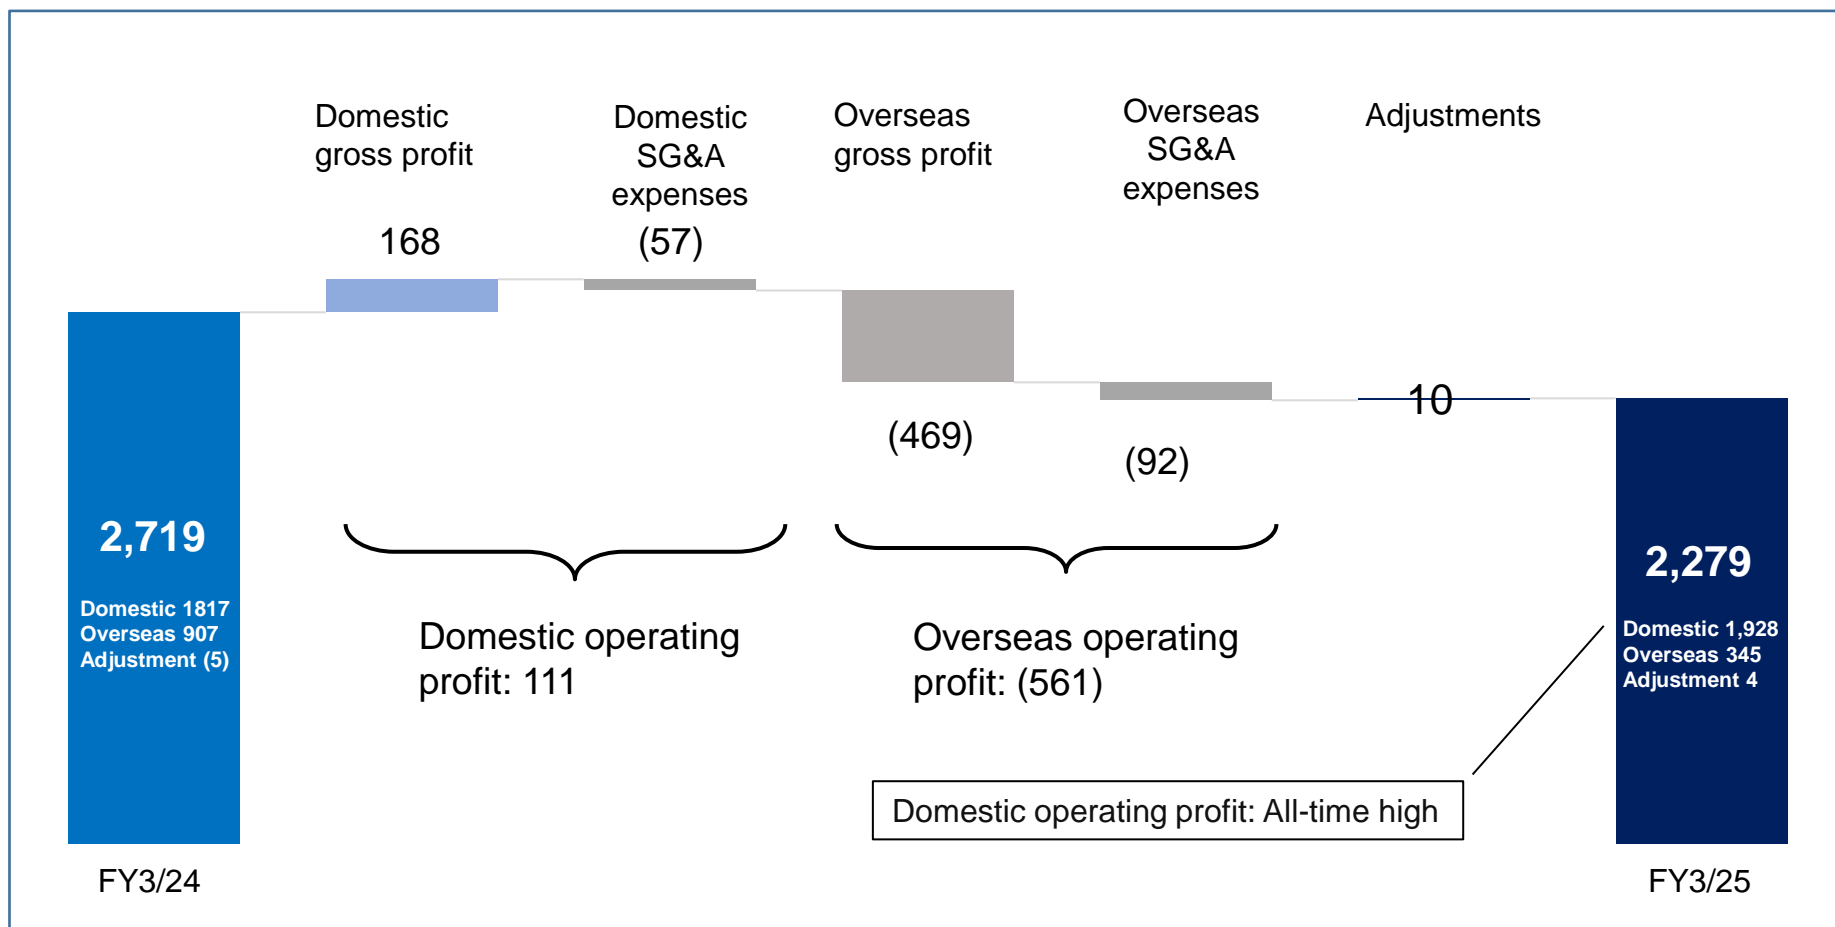 Domestic
gross profit
168
Domestic
SG&A
expenses
(57)
Overseas
gross profit
(469)
Overseas
SG&A
expenses
(92)
Adjustments
10
2,719
Domestic 1817
Overseas 907
Adjustment (5)
FY3/24
Domestic operating
profit: 111
Overseas operating
profit: (561)
2,279
Domestic 1,928
Overseas 345
Adjustment 4
Domestic operating profit: All-time high
FY3/25